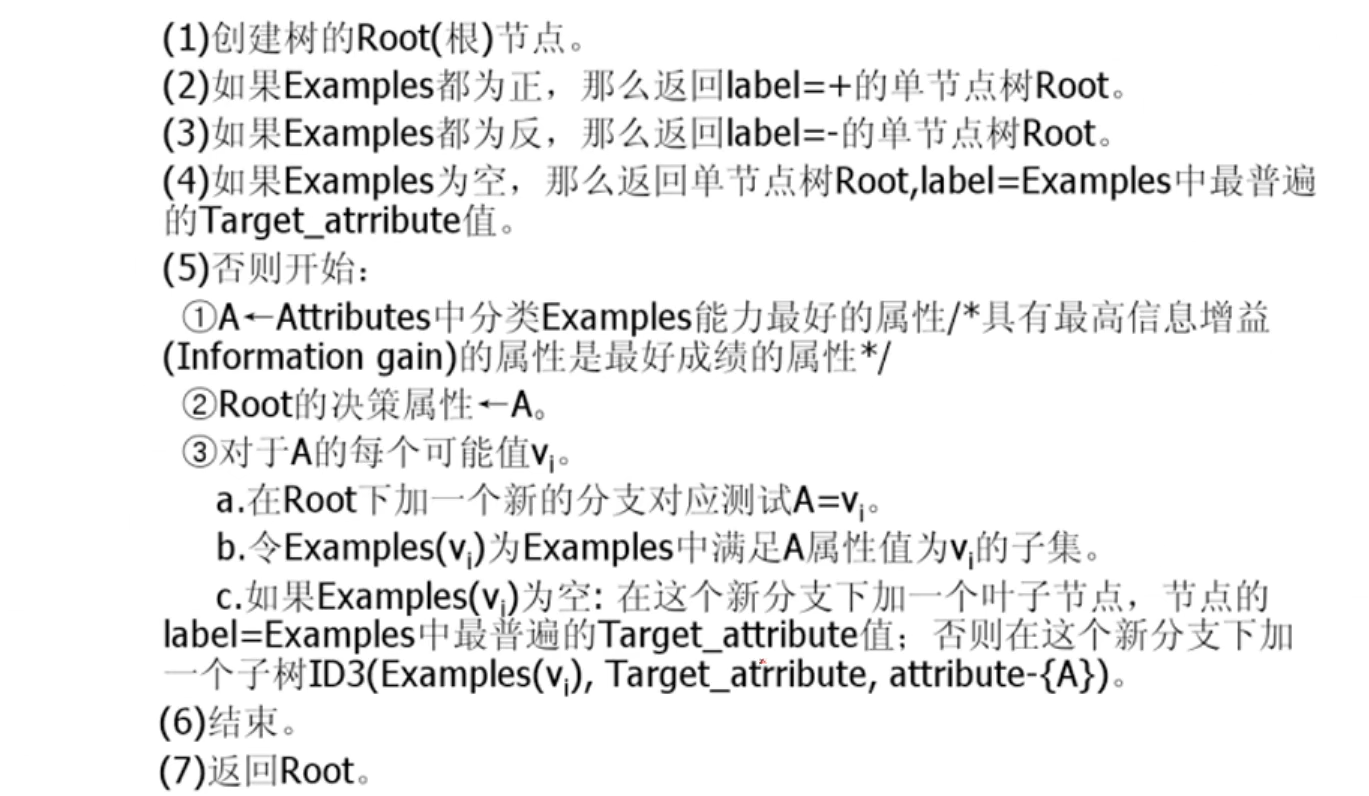 (1)创建树的Root(根)节点。
(2)如果Examples都为正，那么返回label=+的单节点树Root。
(3)如果Examples都为反，那么返回label=-的单节点树Root。
(4)如果Examples为空，那么返回单节点树Root,label=Examples中最普遍
的Target_atrribute值。
(5)否则开始：
①A←Attributes中分类Examples能力最好的属性/*具有最高信息增益
(Information gain)的属性是最好成绩的属性*/
②Root的决策属性←A。
③对于A的每个可能值vᵢ。
a.在Root下加一个新的分支对应测试A=vᵢ。
b.令Examples(vᵢ)为Examples中满足A属性值为vᵢ的子集。
c.如果Examples(vᵢ)为空: 在这个新分支下加一个叶子节点，节点的
label=Examples中最普遍的Target_attribute值；否则在这个新分支下加
一个子树ID3(Examples(vᵢ), Target_atrribute, attribute-{A})。
(6)结束。
(7)返回Root。